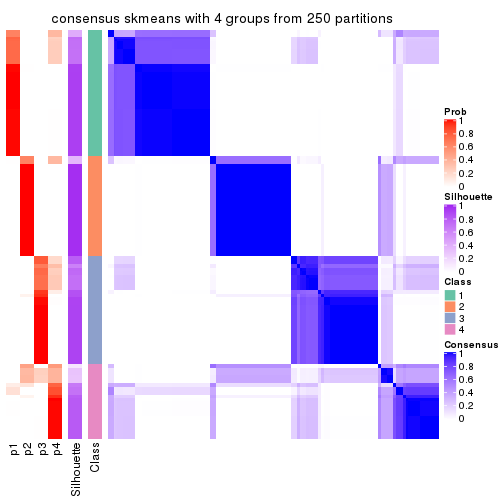 consensus skmeans with 4 groups from 250 partitions
Prob
1
0.8
0.6
0.4
0.2
0
Silhouette
1
0.8
0.6
0.4
0.2
0
Class
1
2
3
4
Consensus
1
0.8
0.6
0.4
0.2
0
p1
p2
p3
p4
Silhouette
Class